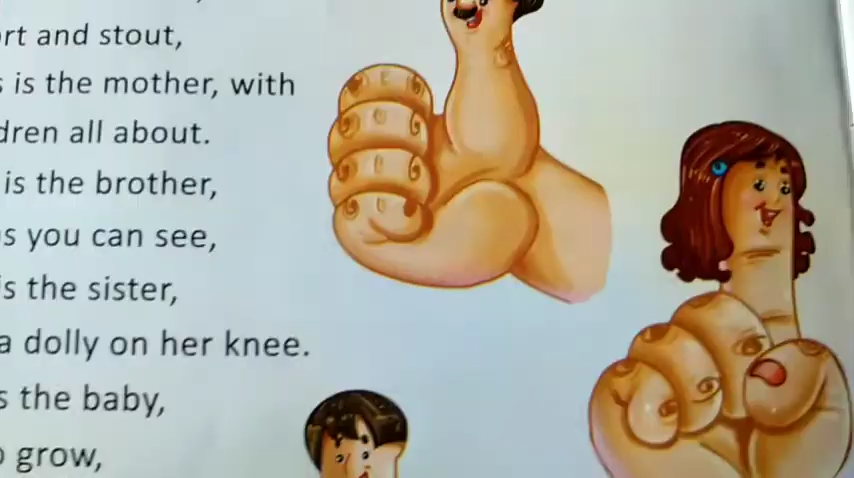 rt and stout,
is the mother, with
dren all about.
is the brother,
s you can see,
is the sister,
a dolly on her knee.
s the baby,
grow,